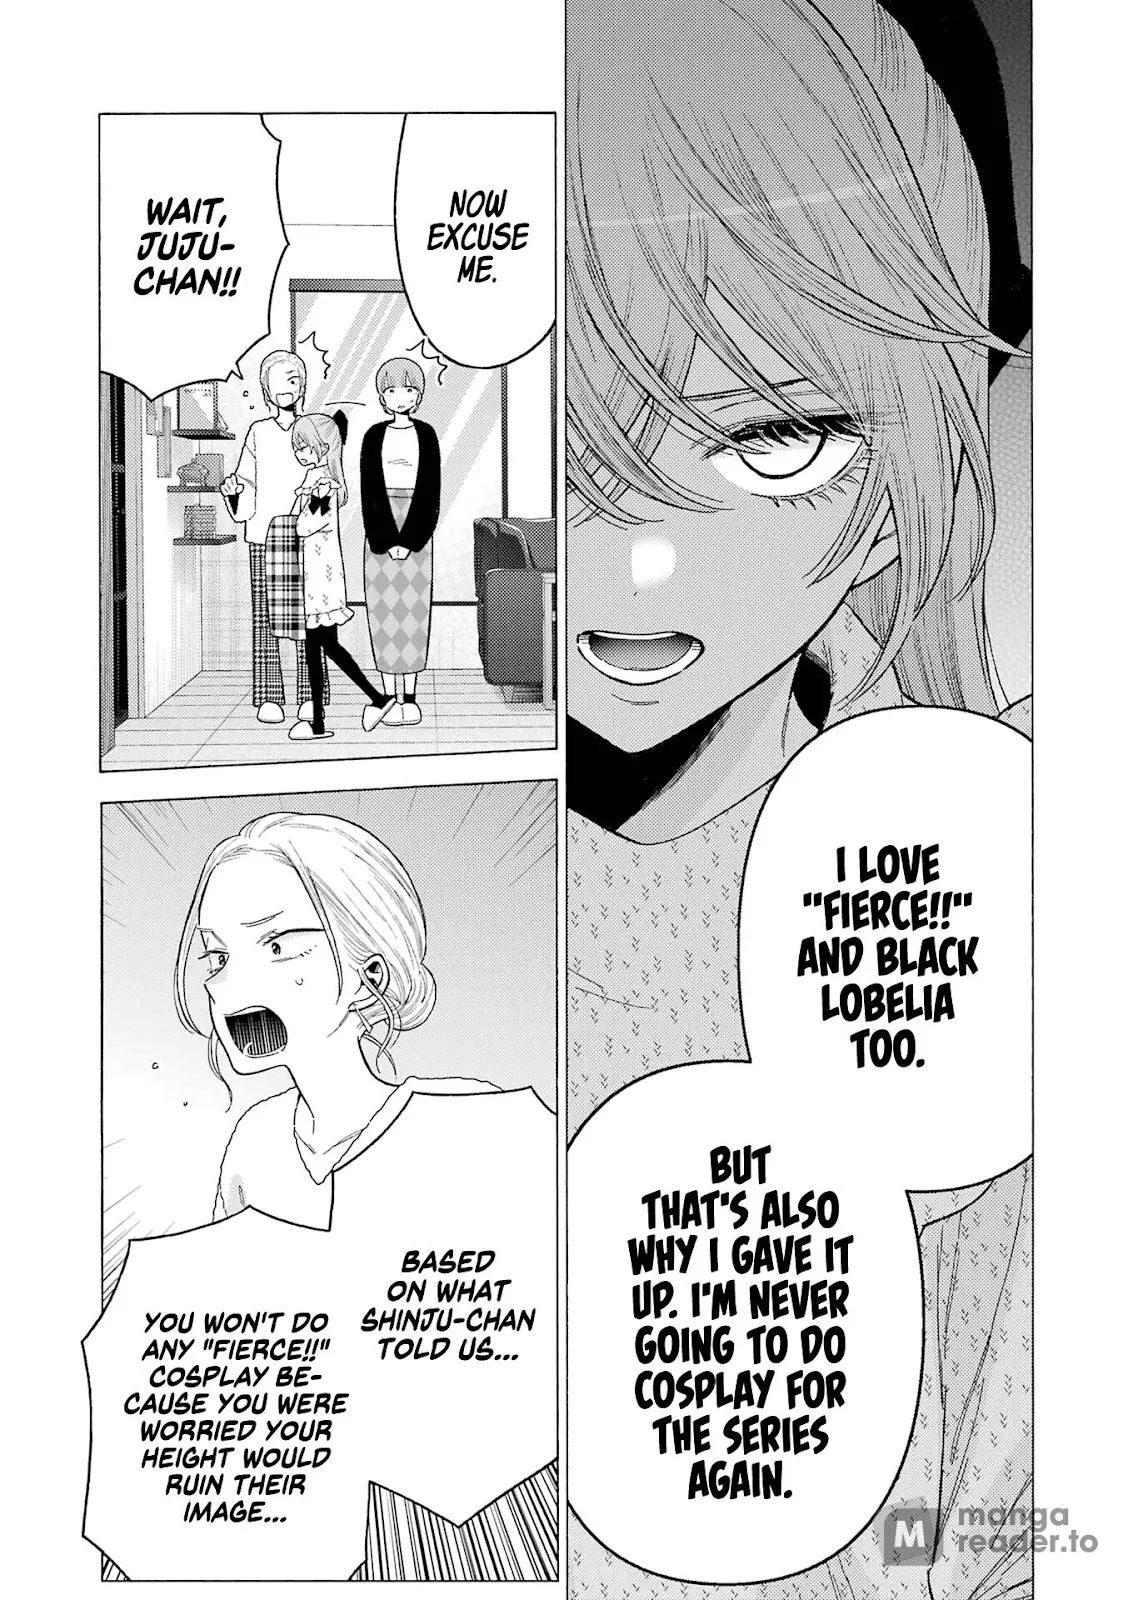 I LOVE
"FIERCE!!"
AND BLACK
LOBELIA
TOO.
BUT
THAT'S ALSO
WHY I GAVE IT
UP. I'M NEVER
GOING TO DO
COSPLAY FOR
THE SERIES
AGAIN.
NOW
EXCUSE
ME.
WAIT,
JUJU-
CHAN!!
BASED
ON WHAT
SHINJU-CHAN
TOLD US...
YOU WON'T DO
ANY "FIERCE!!"
COSPLAY BE-
CAUSE YOU WERE
WORRIED YOUR
HEIGHT WOULD
RUIN THEIR
IMAGE...
M manga
reader.to